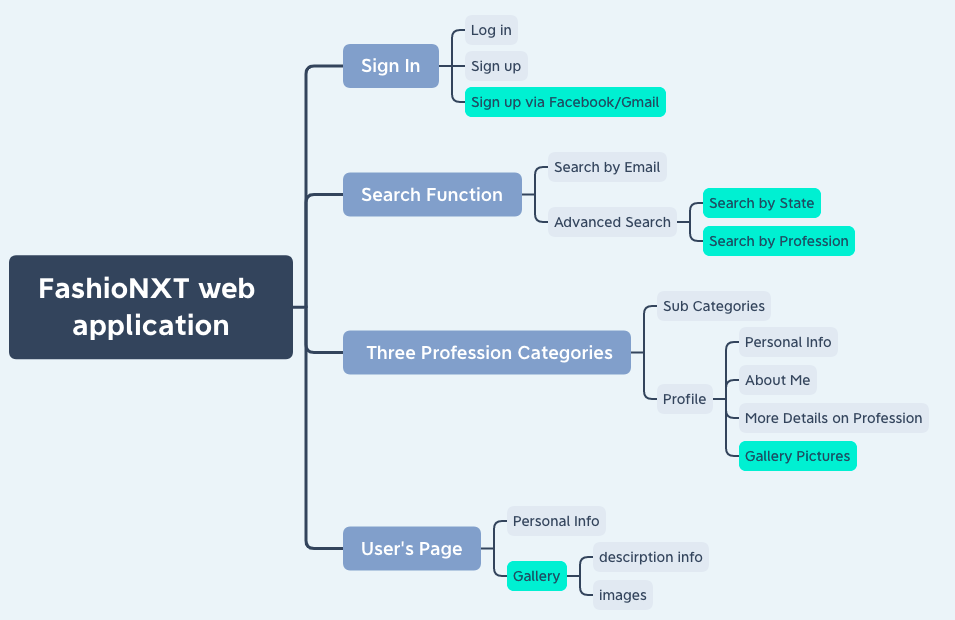 FashioNXT web
application
Sign In
Log in
Sign up
Sign up via Facebook/Gmail
Search Function
Search by Email
Advanced Search
Search by State
Search by Profession
Three Profession Categories
Sub Categories
Profile
Personal Info
About Me
More Details on Profession
Gallery Pictures
User's Page
Personal Info
Gallery
descirption info
images